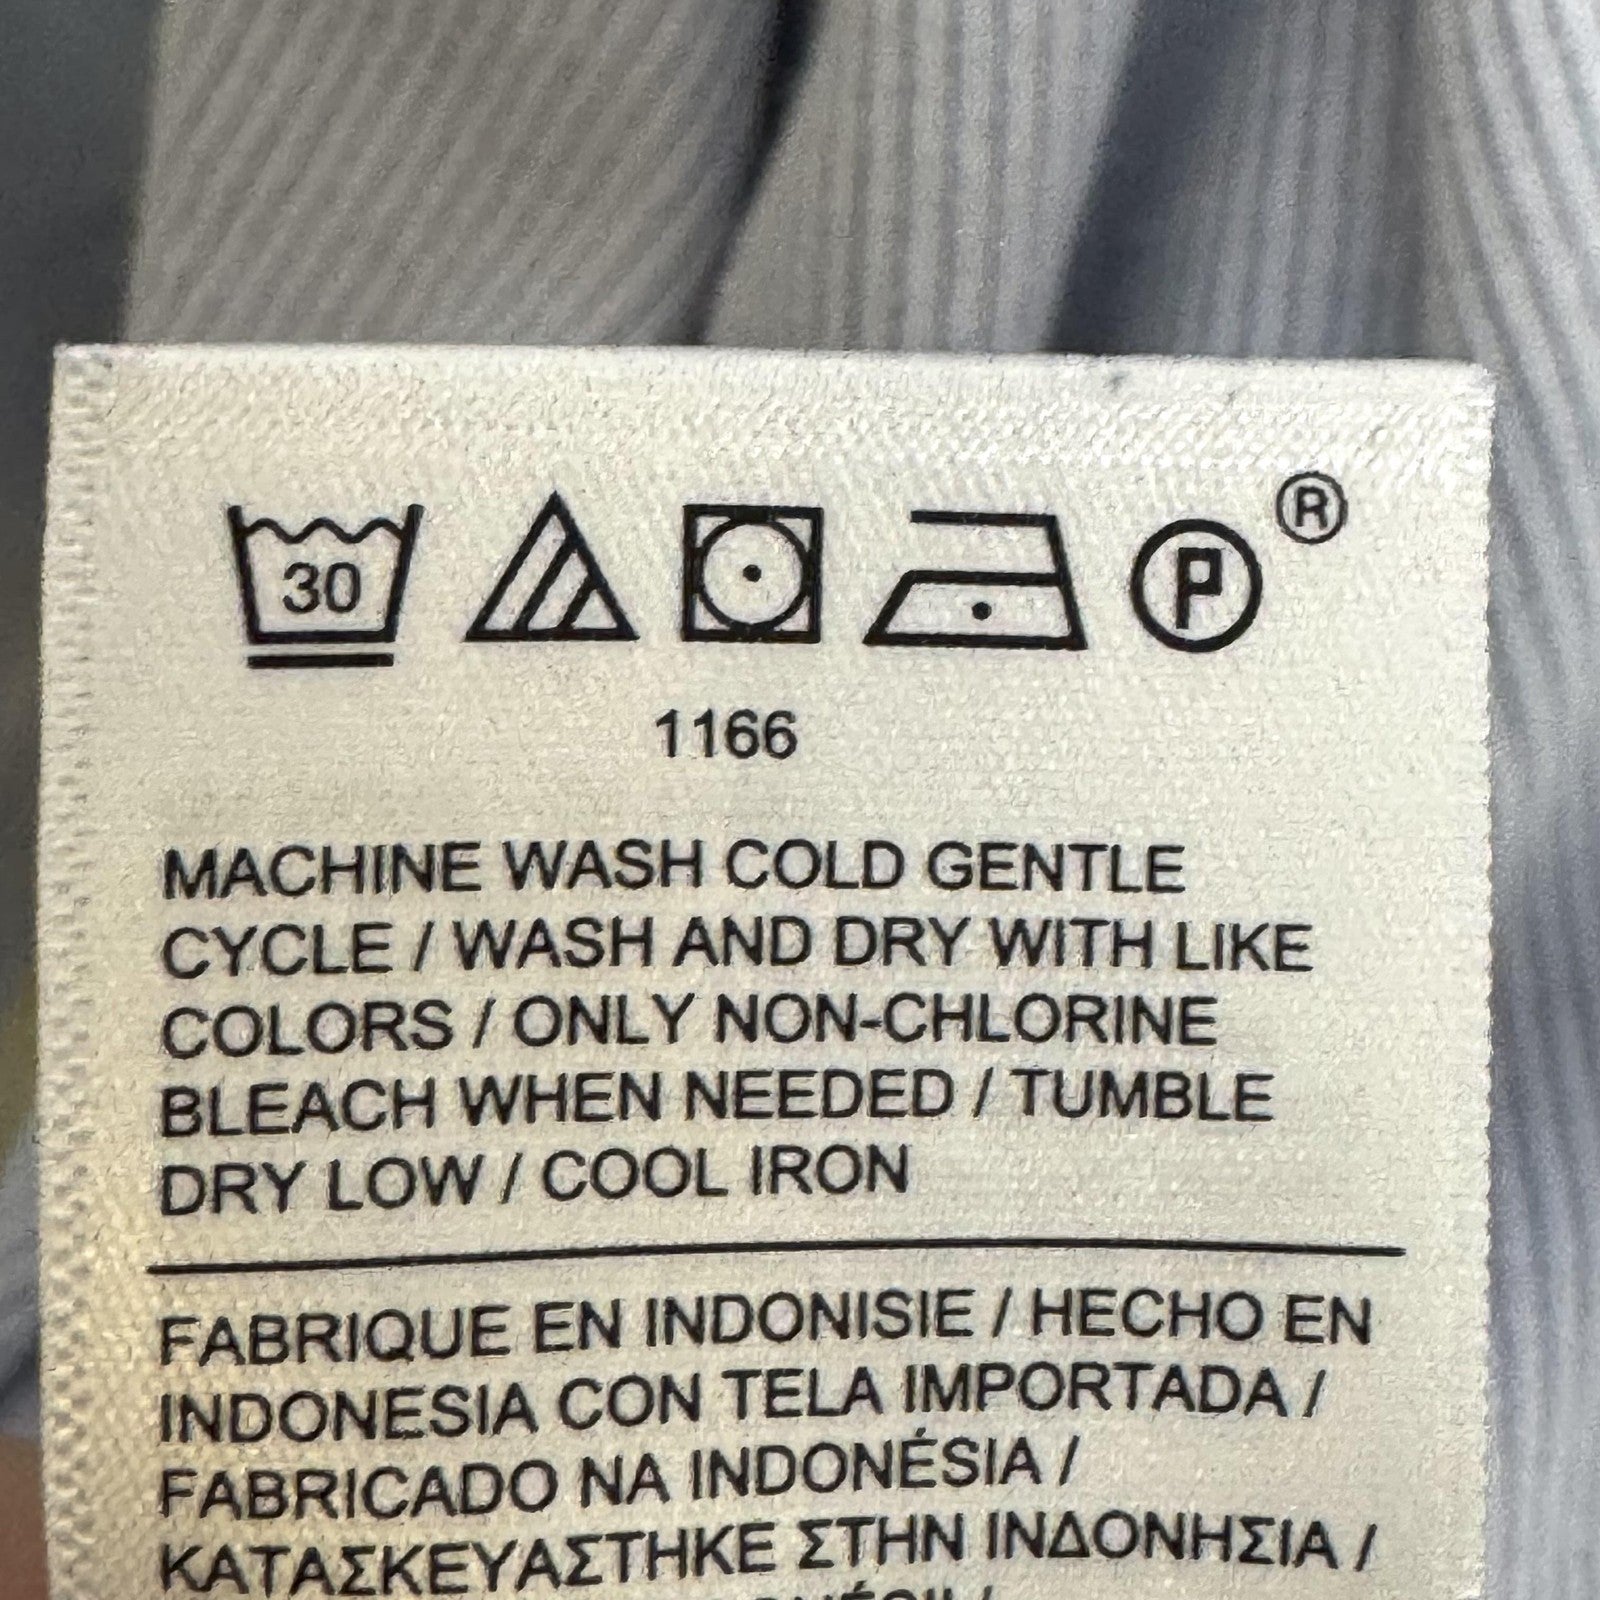 30 P ®
1166
MACHINE WASH COLD GENTLE
CYCLE / WASH AND DRY WITH LIKE
COLORS / ONLY NON-CHLORINE
BLEACH WHEN NEEDED / TUMBLE
DRY LOW / COOL IRON
FABRIQUE EN INDONISIE / HECHO EN
INDONESIA CON TELA IMPORTADA /
FABRICADO NA INDONÉSIA /
ΚΑΤΑΣΚΕΥΑΣΤΗΚΕ ΣΤΗΝ ΙΝΔΟΝΗΣΙΑ /